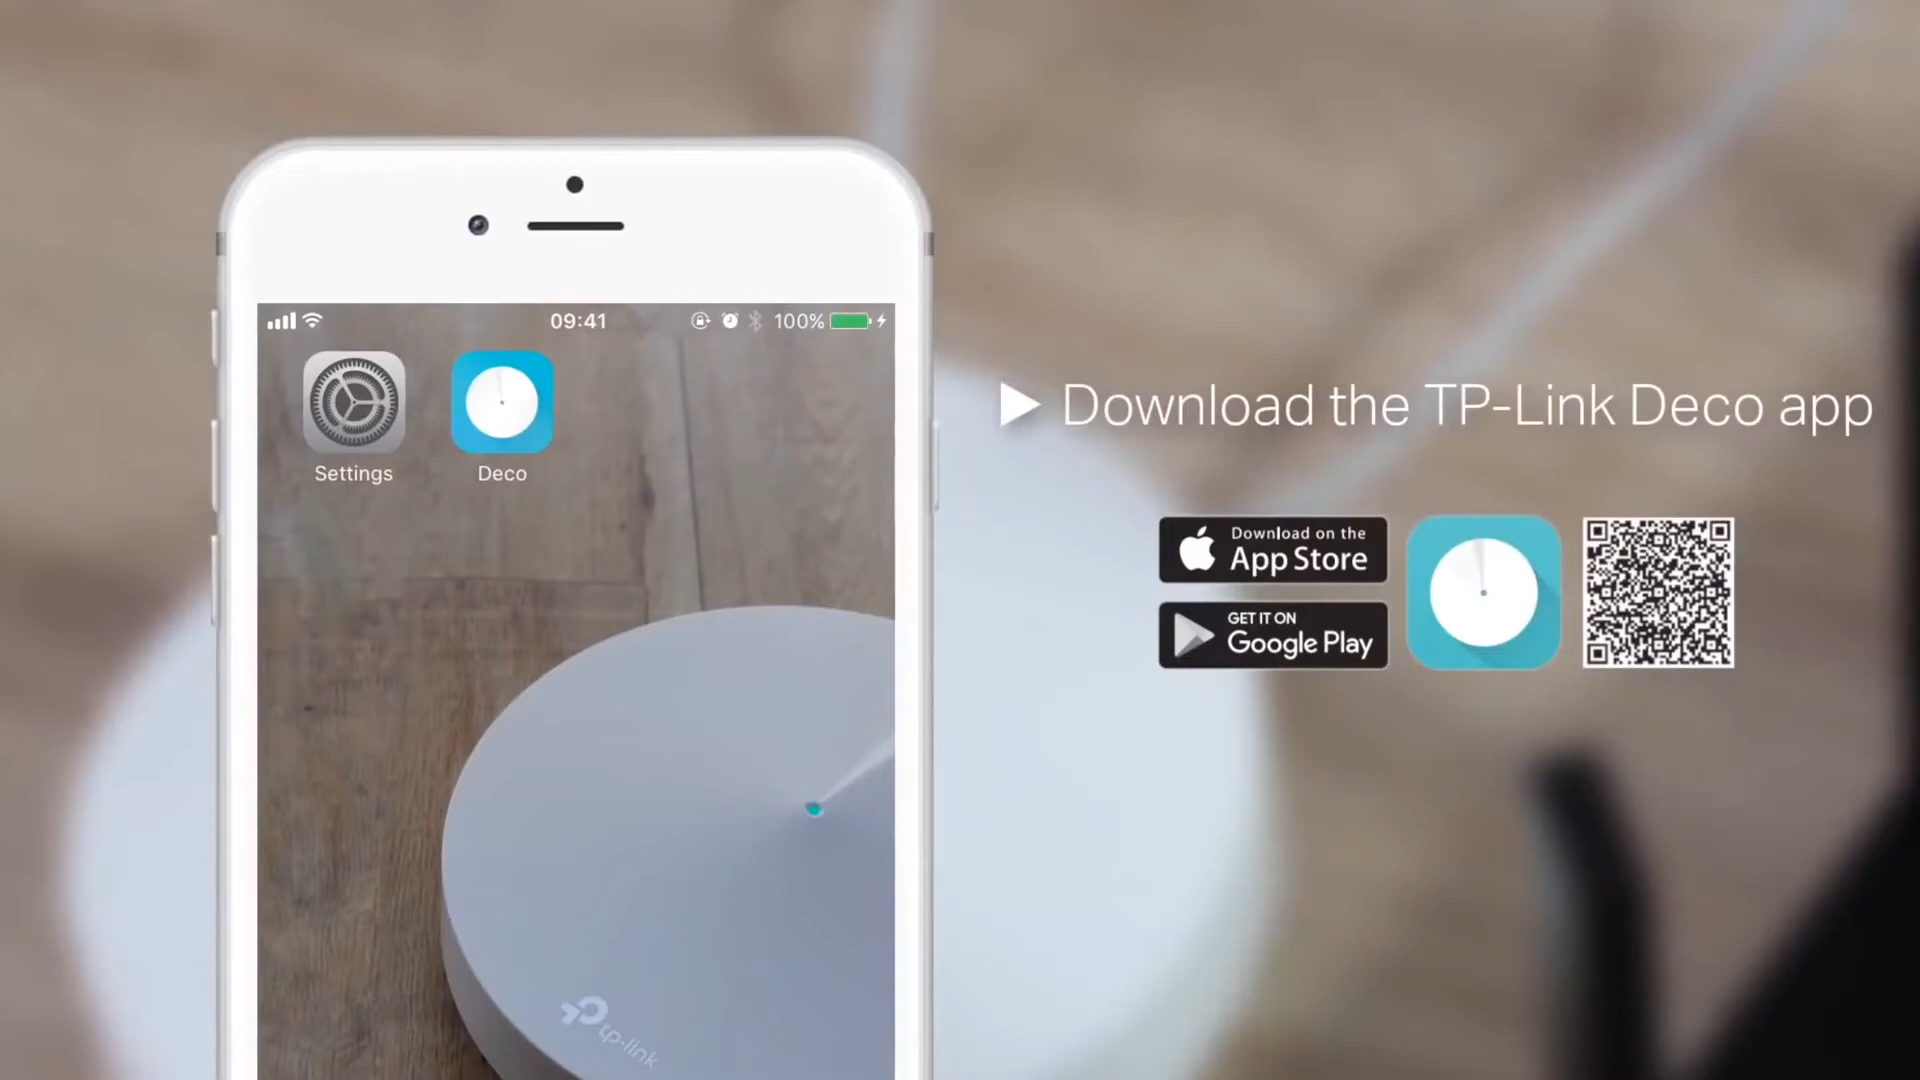 09:41
100%
Settings
Deco
tp-link
Download the TP-Link Deco app
Download on the
App Store
GET IT ON
Google Play